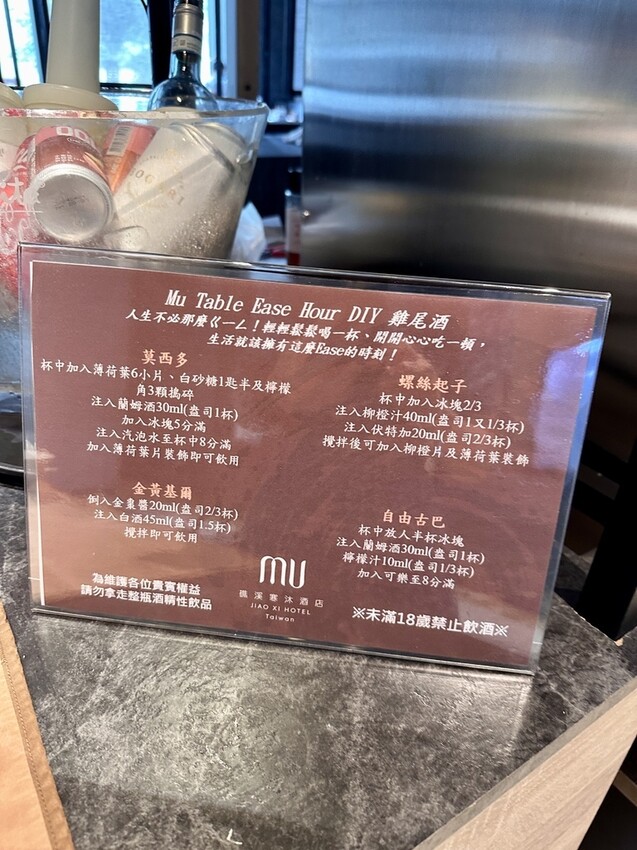 Mu Table Ease Hour DIY 雞尾酒
人生不必那麼ㄍㄧㄥ！輕輕鬆鬆喝一杯、開開心心吃一頓，
生活就該擁有這麼Ease的時刻！
莫西多
杯中加入薄荷葉6小片、白砂糖1匙半及檸檬
角3顆搗碎
注入蘭姆酒30ml(盎司1杯)
加入冰塊5分滿
注入汽泡水至杯中8分滿
加入薄荷葉片裝飾即可飲用
螺絲起子
杯中加入冰塊2/3
注入柳橙汁40ml(盎司1又1/3杯)
注入伏特加20ml(盎司2/3杯)
攪拌後可加入柳橙片及薄荷葉裝飾
金黃基爾
倒入金棗醬20ml(盎司2/3杯)
注入白酒45ml(盎司1.5杯)
攪拌即可飲用
自由古巴
杯中放入半杯冰塊
注入蘭姆酒30ml(盎司1杯)
檸檬汁10ml(盎司1/3杯)
加入可樂至8分滿
為維護各位貴賓權益
請勿拿走整瓶酒精性飲品
mu
礁溪寒沐酒店
JIAO XI HOTEL
Taiwan
※未滿18歲禁止飲酒※